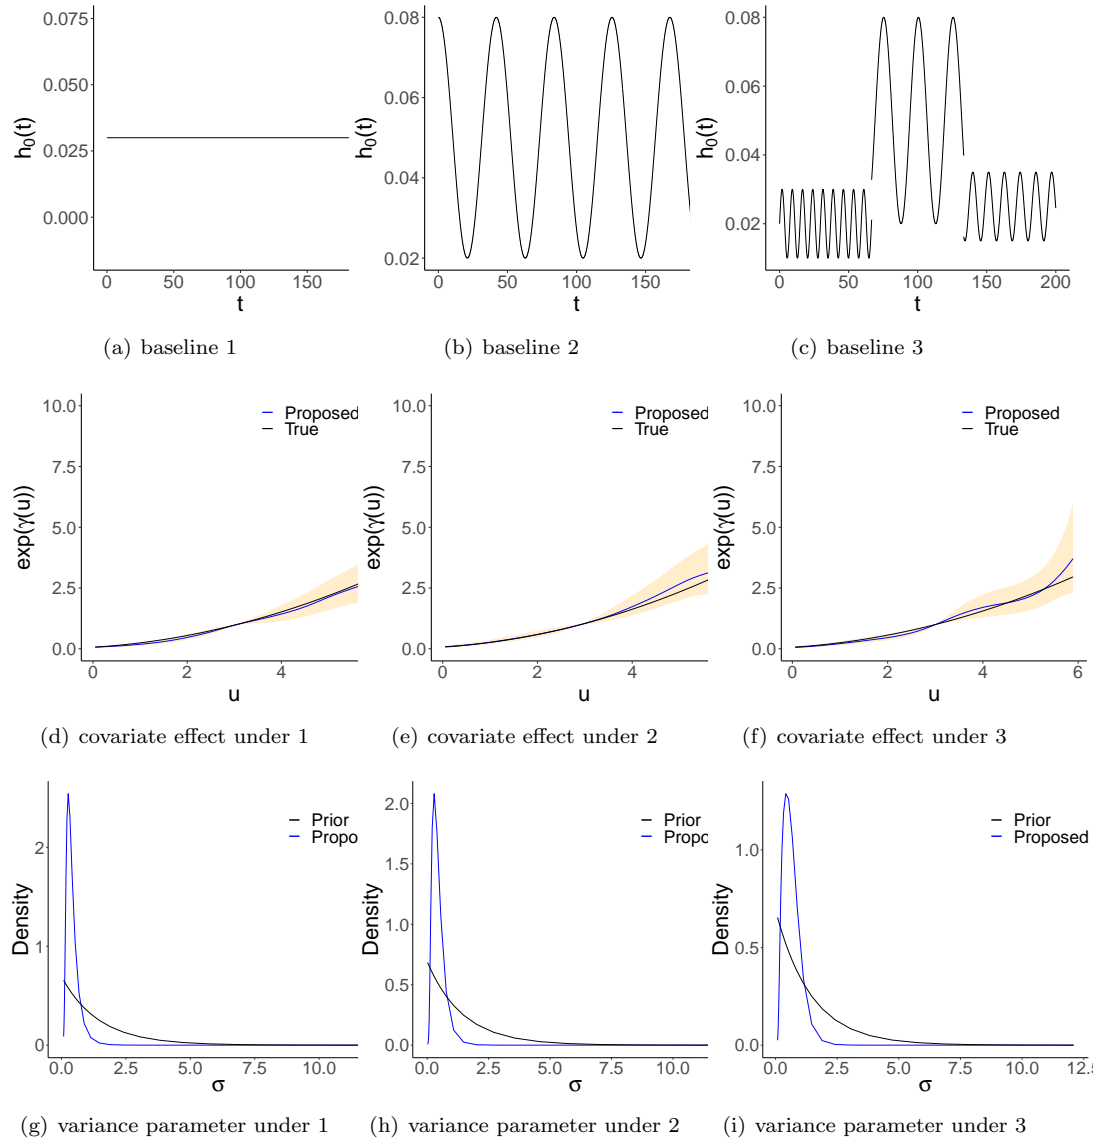 0.075
0.050
0.025
0.000
h0(t)
0 50 100 150
t
(a) baseline 1
0.08
0.06
0.04
0.02
h0(t)
0 50 100 150
t
(b) baseline 2
0.08
0.06
0.04
0.02
h0(t)
0 50 100 150 200
t
(c) baseline 3
10.0
7.5
5.0
2.5
0.0
exp(γ(u))
Proposed
True
0 2 4
u
(d) covariate effect under 1
10.0
7.5
5.0
2.5
0.0
exp(γ(u))
Proposed
True
0 2 4
u
(e) covariate effect under 2
10.0
7.5
5.0
2.5
0.0
exp(γ(u))
Proposed
True
0 2 4 6
u
(f) covariate effect under 3
2
1
0
Density
Prior
Propo
0.0 2.5 5.0 7.5 10.0
σ
(g) variance parameter under 1
2.0
1.5
1.0
0.5
0.0
Density
Prior
Propo
0.0 2.5 5.0 7.5 10.0
σ
(h) variance parameter under 2
1.0
0.5
0.0
Density
Prior
Proposed
0.0 2.5 5.0 7.5 10.0 12.5
σ
(i) variance parameter under 3